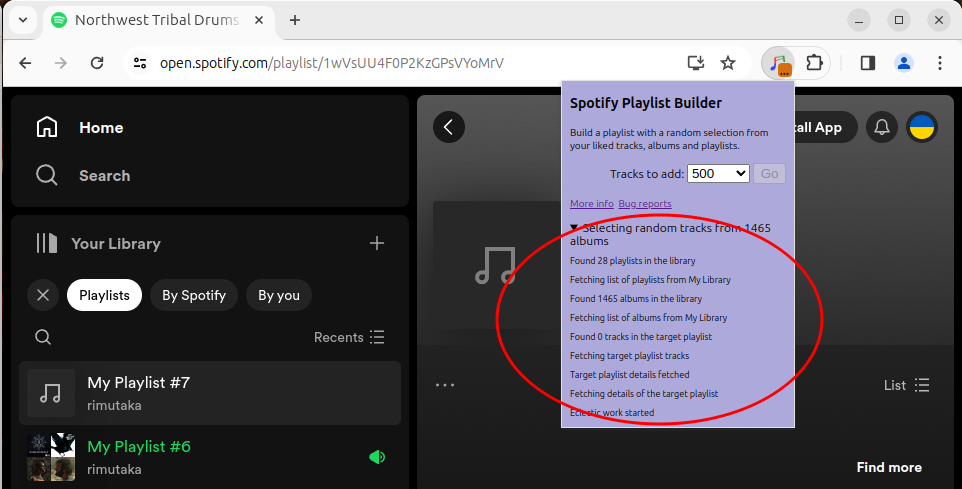 Northwest Tribal Drums
open.spotify.com/playlist/1wVsUU4F0P2KzGPsVYoMrV
Home
Search
Your Library
Playlists
By Spotify
By you
Recents
My Playlist #7
rimutaka
My Playlist #6
rimutaka
Spotify Playlist Builder
Build a playlist with a random selection from
your liked tracks, albums and playlists.
Tracks to add: 500 Go
More info Bug reports
▼ Selecting random tracks from 1465
albums
Found 28 playlists in the library
Fetching list of playlists from My Library
Found 1465 albums in the library
Fetching list of albums from My Library
Found 0 tracks in the target playlist
Fetching target playlist tracks
Target playlist details fetched
Fetching details of the target playlist
Eclectic work started
App
List
Find more